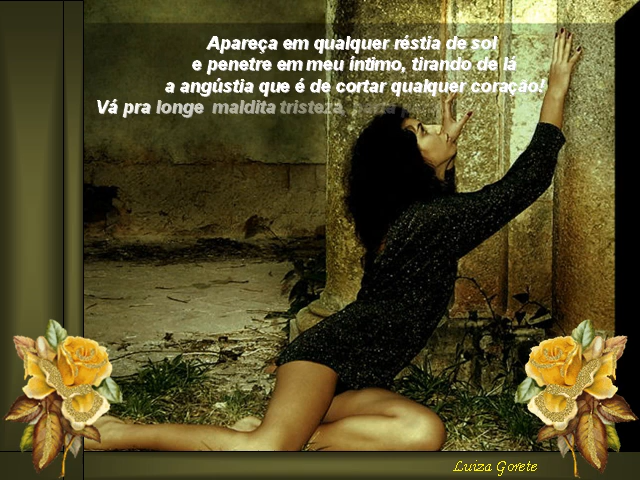 Apareça em qualquer réstia de sol
e penetre em meu íntimo, tirando de lá
a angústia que é de cortar qualquer coração!
Vá pra longe maldita tristeza,
Luiza Gorete